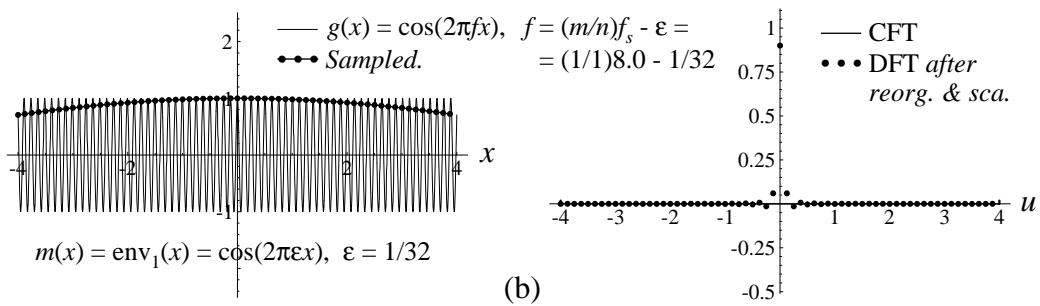 g(x) = cos(2πfx), f = (m/n)f_s - ε =
Sampled. = (1/1)8.0 - 1/32
2
1
-1
-4 -2 2 4 x
m(x) = env_1(x) = cos(2πεx), ε = 1/32
1
0.75
0.5
0.25
-0.25
-0.5
-4 -3 -2 -1 1 2 3 4 u
CFT
DFT after
reorg. & sca.
(b)